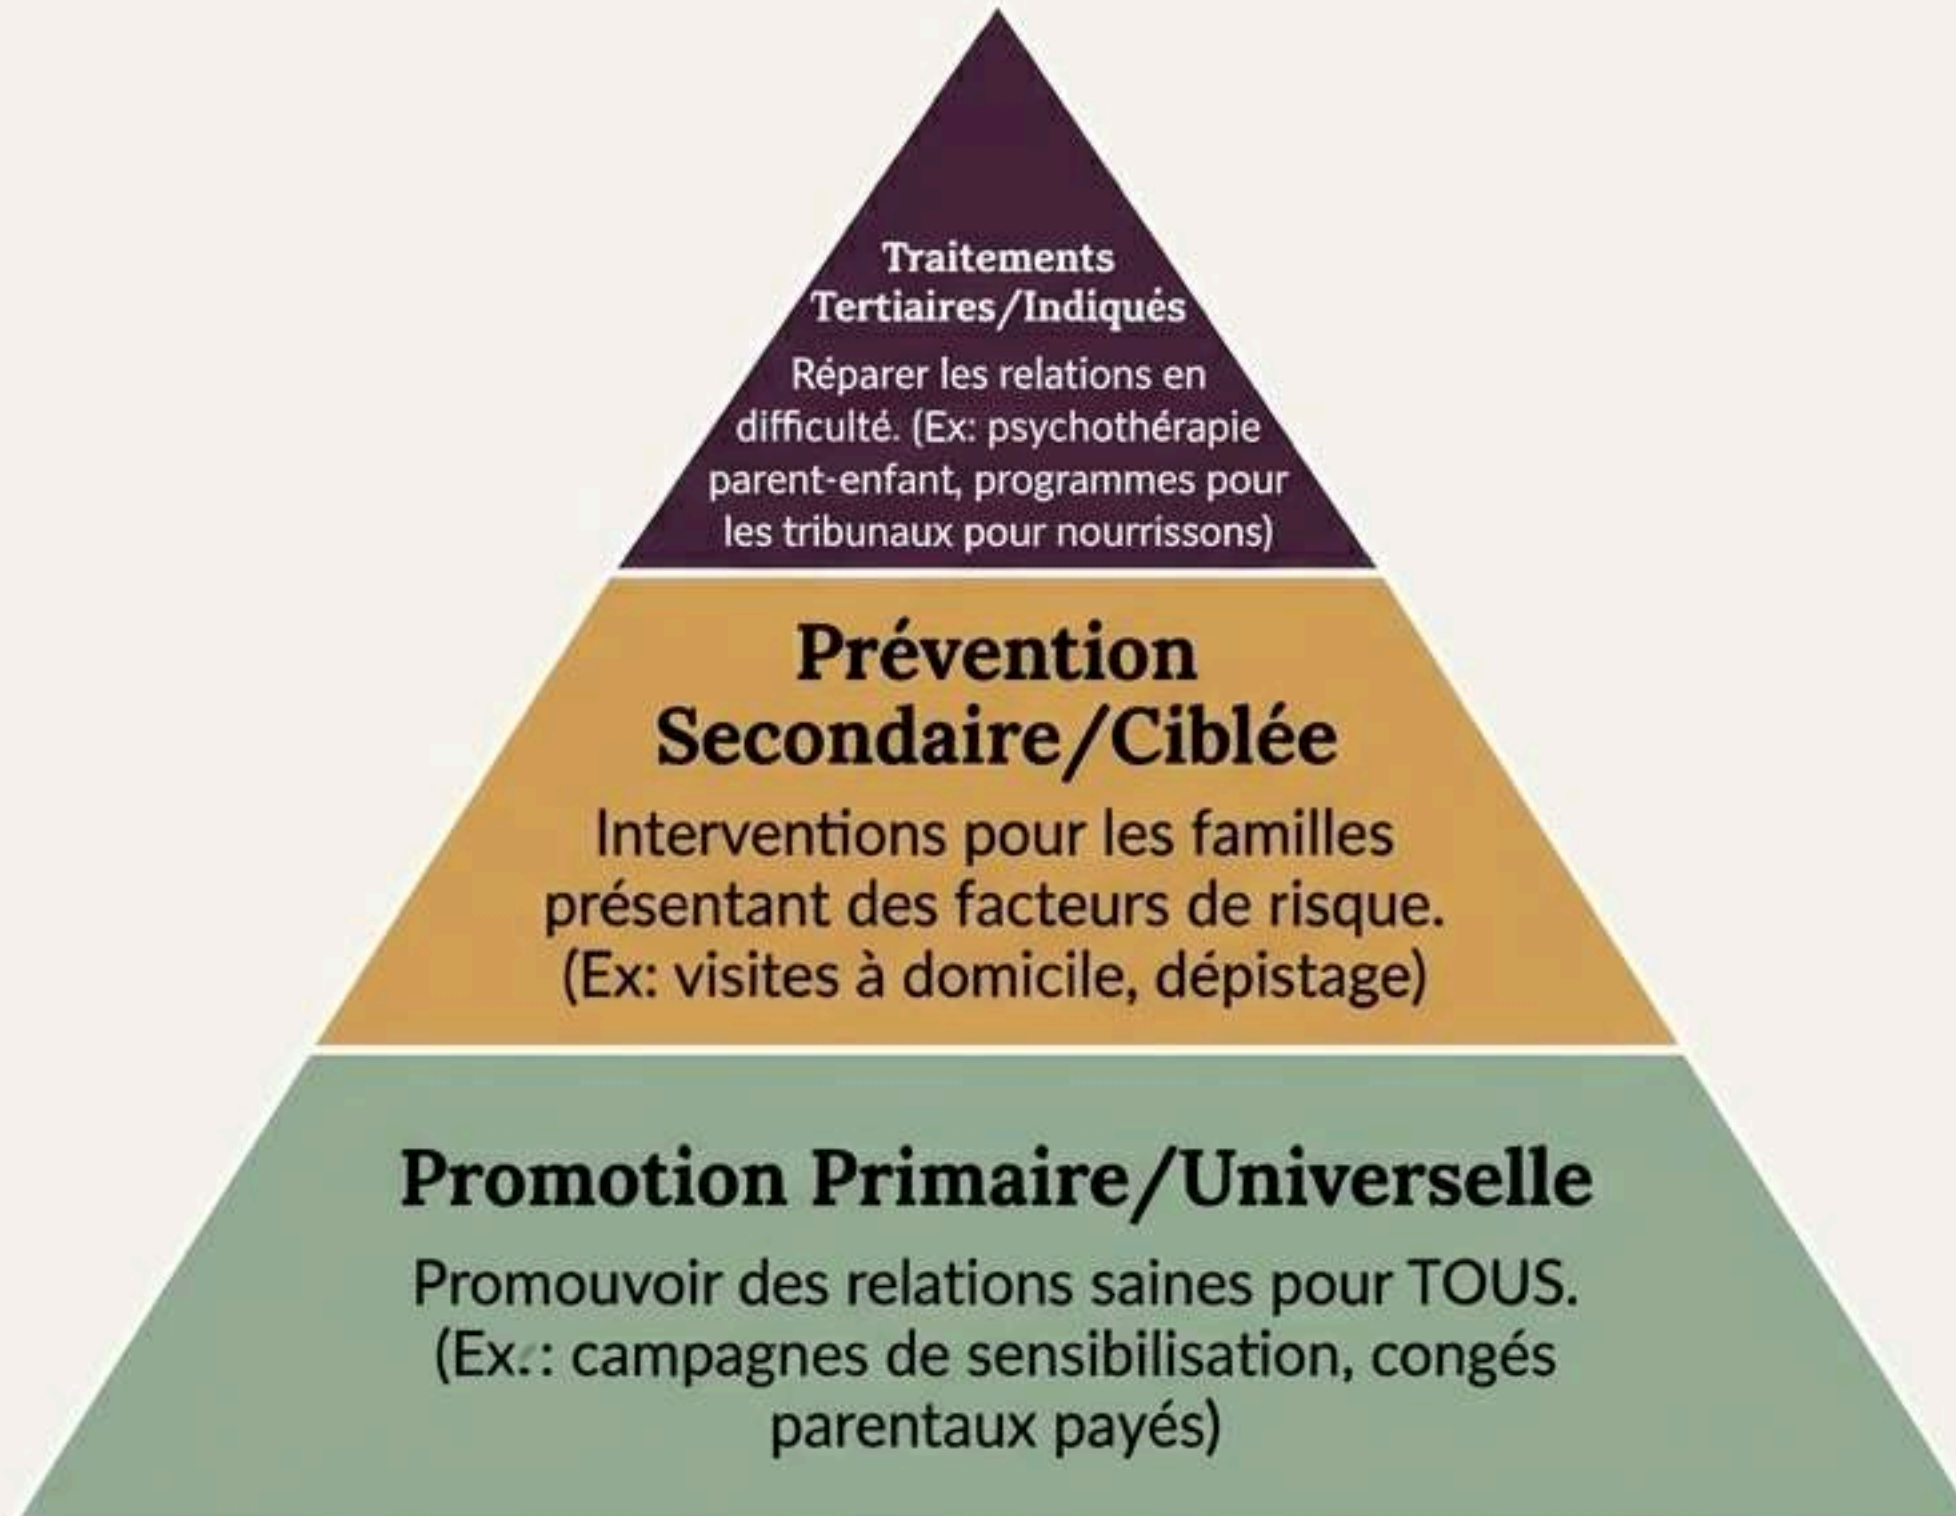 Traitements
Tertiaires/Indiqués
Réparer les relations en
difficulté. (Ex: psychothérapie
parent-enfant, programmes pour
les tribunaux pour nourrissons)
Prévention
Secondaire/Ciblée
Interventions pour les familles
présentant des facteurs de risque.
(Ex: visites à domicile, dépistage)
Promotion Primaire/Universelle
Promouvoir des relations saines pour TOUS.
(Ex.: campagnes de sensibilisation, congés
parentaux payés)